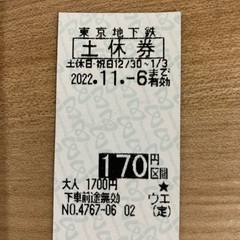 東京地下鉄
土休券
土休日・祝日12/30～1/3
2022.11.-6まで有効
170円区間
大人 1700円 ★
下車前途無効 ウエ
NO.4767-06 02 (定)